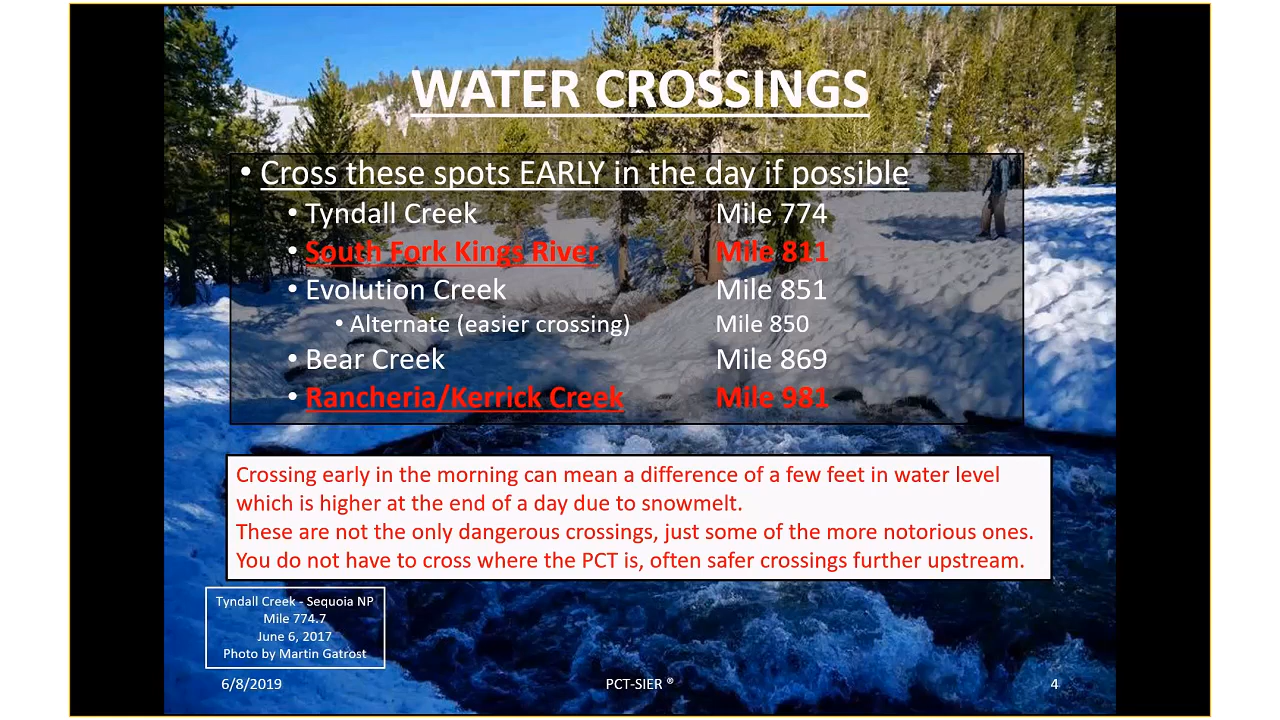 WATER CROSSINGS
• Cross these spots EARLY in the day if possible
• Tyndall Creek Mile 774
• South Fork Kings River Mile 811
• Evolution Creek Mile 851
• Alternate (easier crossing) Mile 850
• Bear Creek Mile 869
• Rancheria/Kerrick Creek Mile 981
Crossing early in the morning can mean a difference of a few feet in water level
which is higher at the end of a day due to snowmelt.
These are not the only dangerous crossings, just some of the more notorious ones.
You do not have to cross where the PCT is, often safer crossings further upstream.
Tyndall Creek - Sequoia NP
Mile 774.7
June 6, 2017
Photo by Martin Gatrost
6/8/2019 PCT-SIER ® 4